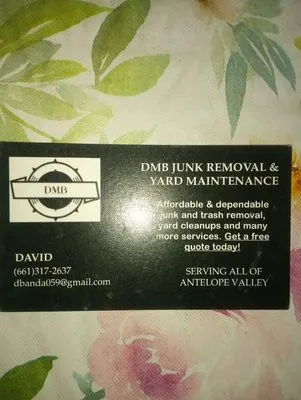 DMB
DMB JUNK REMOVAL &
YARD MAINTENANCE
Affordable & dependable
junk and trash removal,
yard cleanups and many
more services. Get a free
quote today!
DAVID
(661)317-2637
dbanda059@gmail.com
SERVING ALL OF
ANTELOPE VALLEY